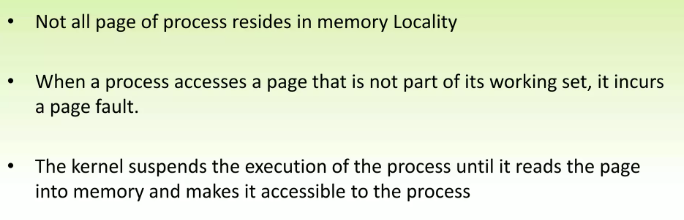 • Not all page of process resides in memory Locality
• When a process accesses a page that is not part of its working set, it incurs
a page fault.
• The kernel suspends the execution of the process until it reads the page
into memory and makes it accessible to the process